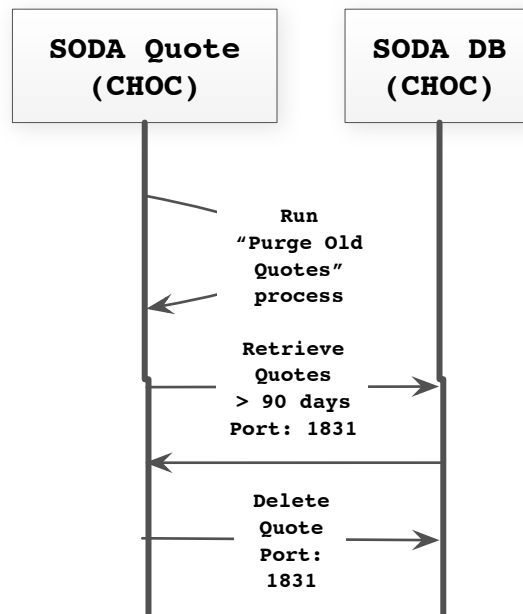 SODA Quote
(CHOC)
SODA DB
(CHOC)
Run
“Purge Old
Quotes”
process
Retrieve
Quotes
> 90 days
Port: 1831
Delete
Quote
Port:
1831